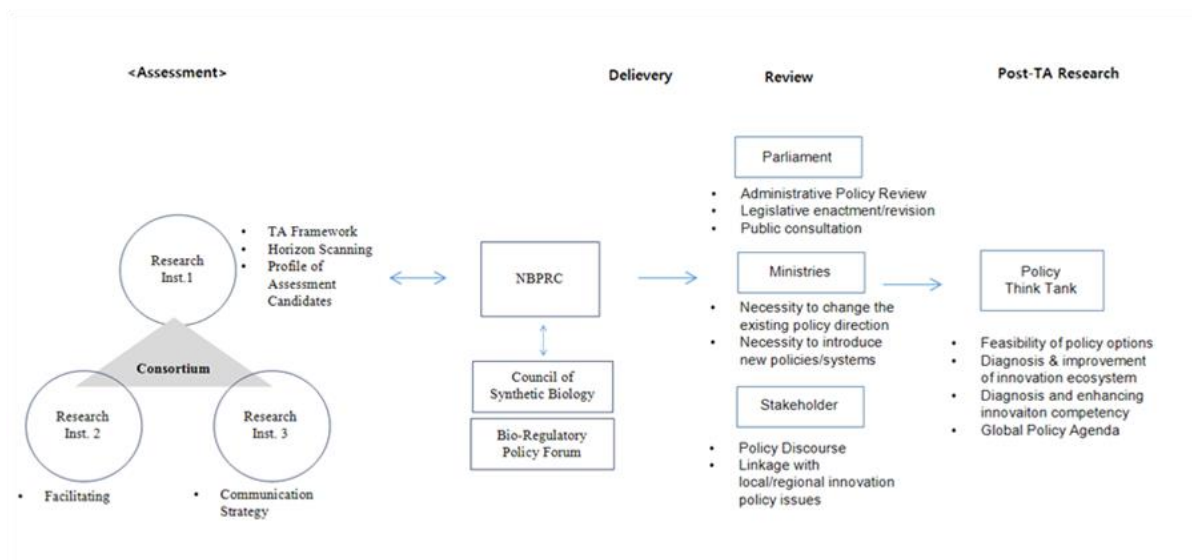 <Assessment>
Delievery
Review
Post-TA Research
Research
Inst.1
• TA Framework
• Horizon Scanning
• Profile of
Assessment
Candidates
Consortium
Research
Inst. 2
• Facilitating
Research
Inst. 3
• Communication
Strategy
NBPRC
Council of
Synthetic Biology
Bio-Regulatory
Policy Forum
Parliament
• Administrative Policy Review
• Legislative enactment/revision
• Public consultation
Ministries
• Necessity to change the
existing policy direction
• Necessity to introduce
new policies/systems
Stakeholder
• Policy Discourse
• Linkage with
local/regional innovation
policy issues
Policy
Think Tank
• Feasibility of policy options
• Diagnosis & improvement
of innovation ecosystem
• Diagnosis and enhancing
innovaiton competency
• Global Policy Agenda